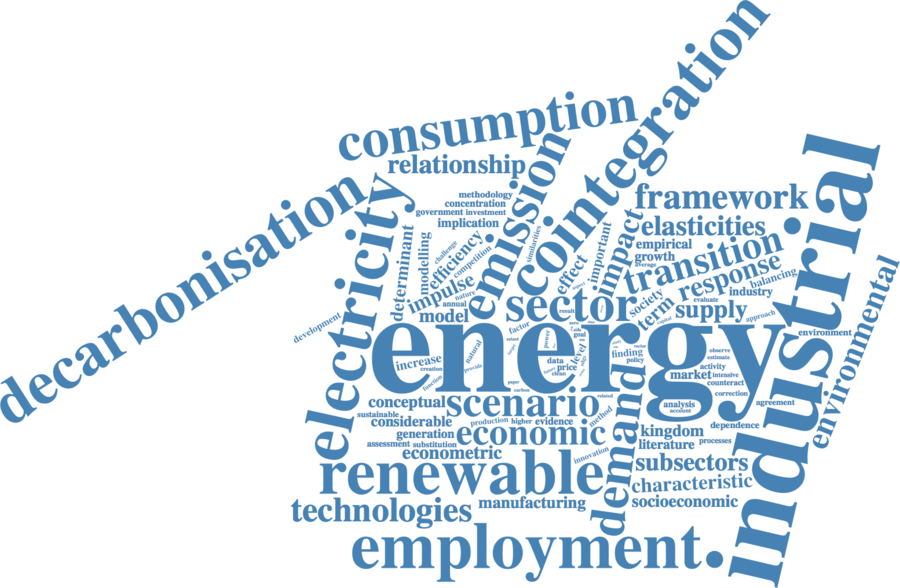 cointegration
consumption
relationship
emission
decarbonisation
electricity
methodology
concentration
government
investment
implication
determinant
modelling
challenge
efficiency
competition
similarities
impulse
nature
annual
model
effect
important
impact
framework
elasticities
empirical
growth
average
transition
response
balancing
industrial
environmental
society
term
industry
evaluate
supply
approach
sector
result
capital
development
factor
energy
environment
increase
creation
function
natural
provide
power
goal
level
data
price
clean
finding
policy
observe
estimate
activity
market
intensive
counteract
correction
paper
carbon
related
conceptual
scenario
method
demand
analysis
account
agreement
sustainable
considerable
production
higher
evidence
dependence
generation
economic
kingdom
assessment
substitution
literature
processes
econometric
innovation
renewable
subsectors
characteristic
technologies
manufacturing
socioeconomic
employment